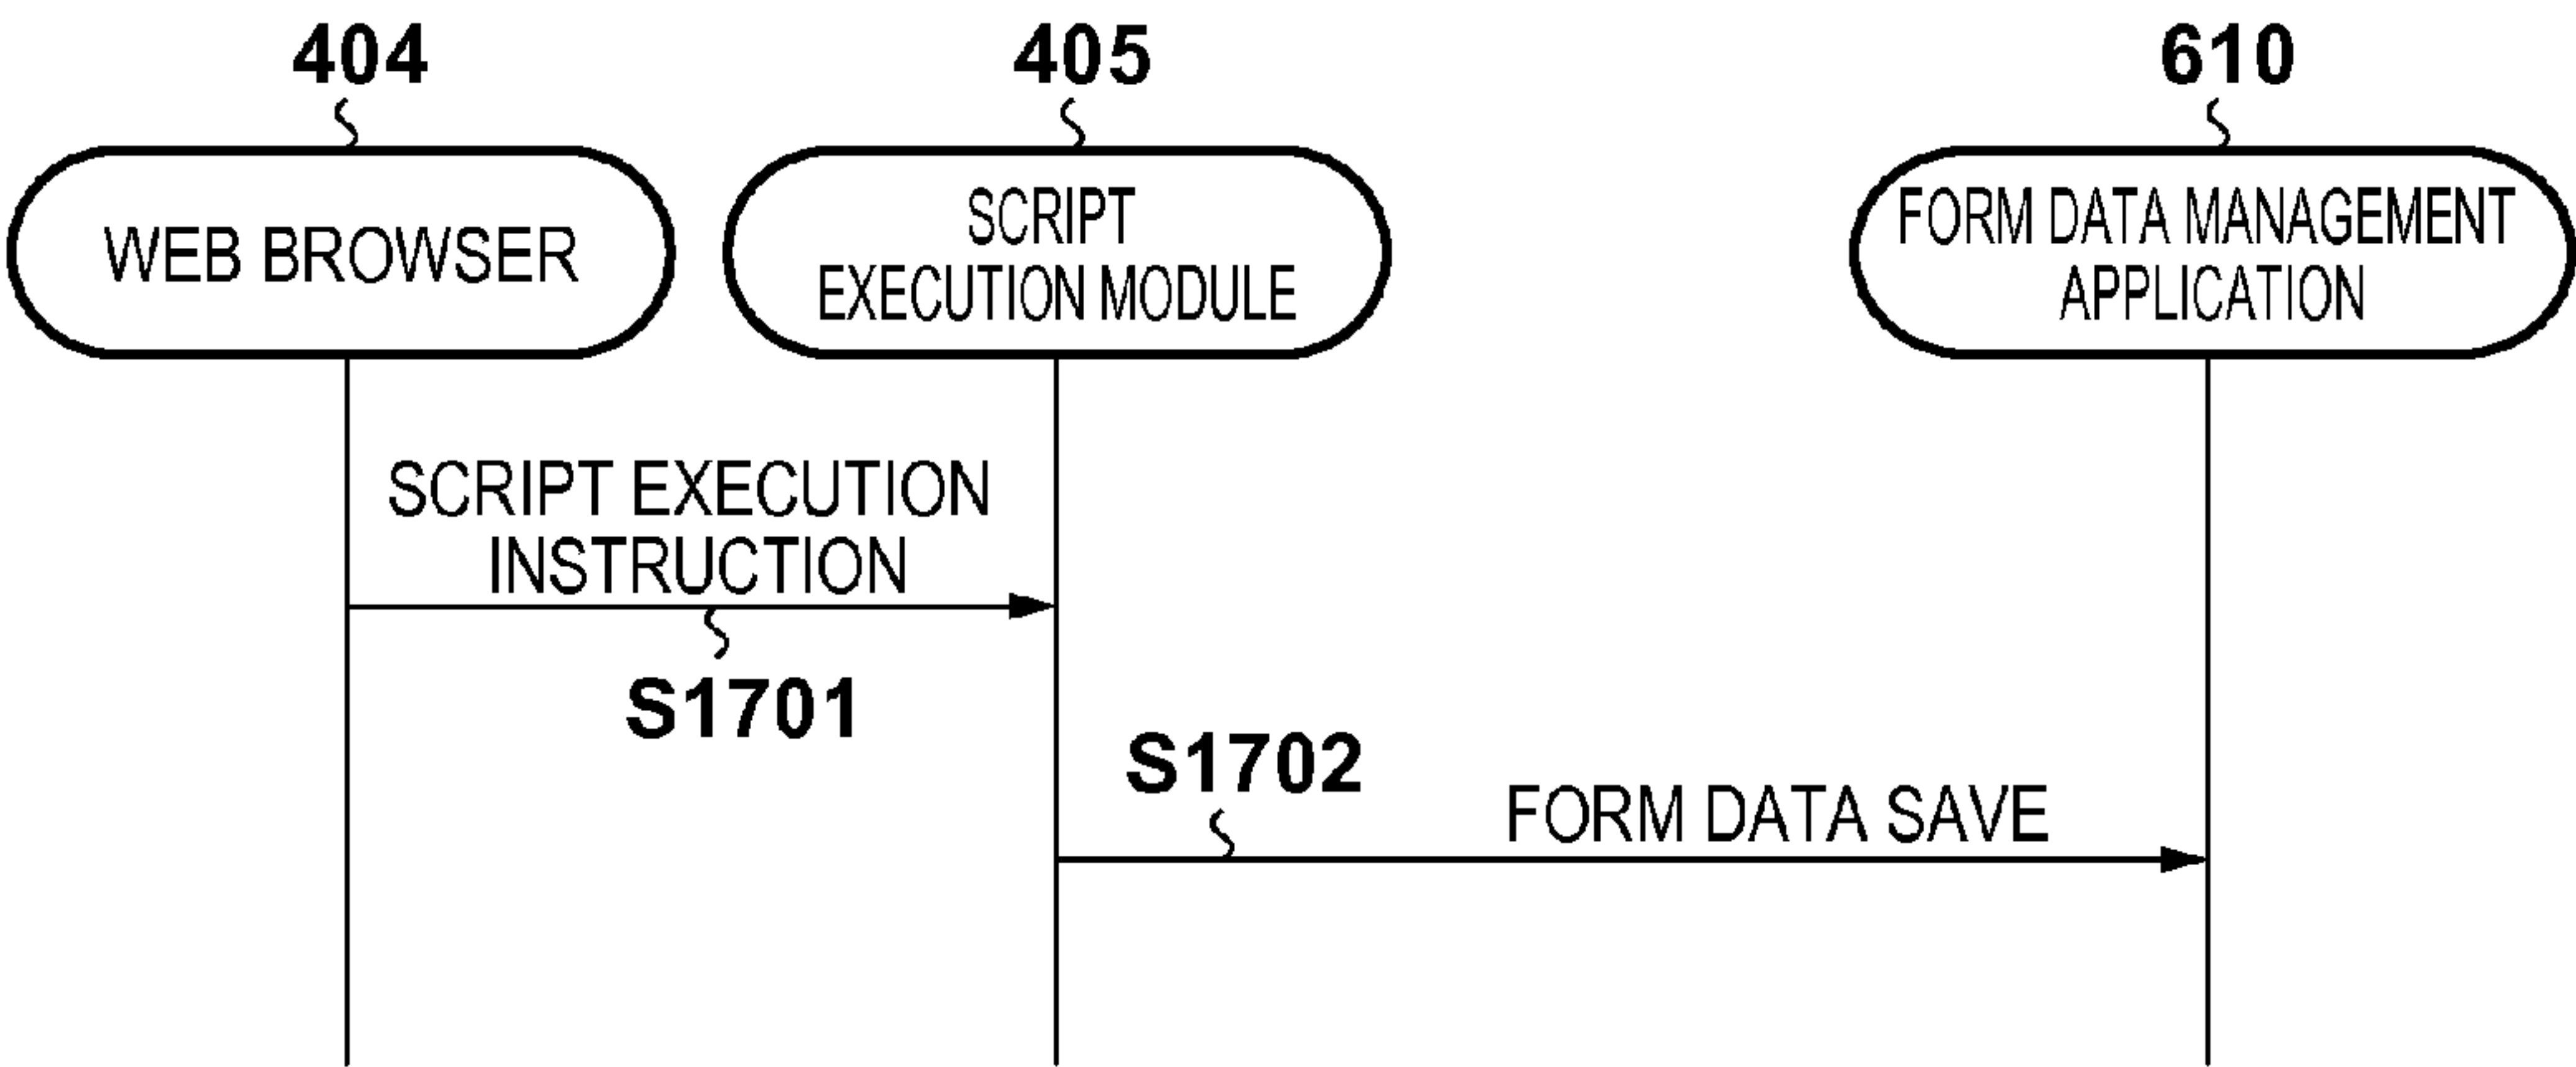 404
405
610
WEB BROWSER
SCRIPT
EXECUTION MODULE
FORM DATA MANAGEMENT
APPLICATION
SCRIPT EXECUTION
INSTRUCTION
S1701
S1702
FORM DATA SAVE